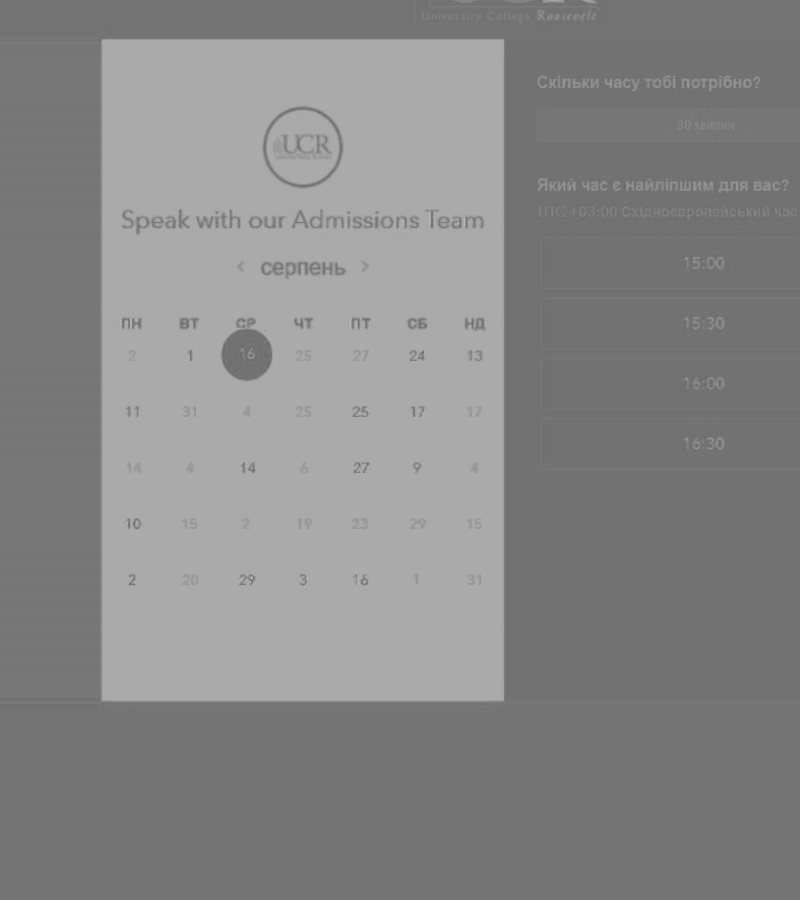 University College Roosevelt
UCR
Speak with our Admissions Team
< серпень >
ПН ВТ СР ЧТ ПТ СБ НД
2 1 16 25 27 24 13
11 31 4 25 25 17 17
14 4 14 6 27 9 4
10 15 2 19 23 29 15
2 20 29 3 16 1 31
Скільки часу тобі потрібно?
30 хвилин
Який час є найліпшим для вас?
UTC +03:00 Східноєвропейський час
15:00
15:30
16:00
16:30